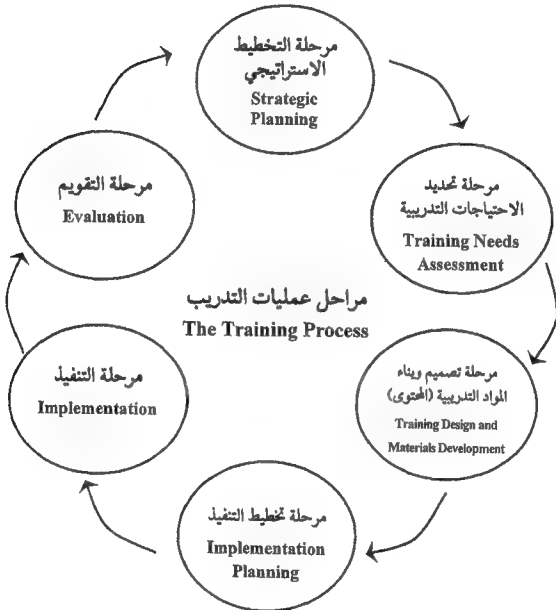 مرحلة التخطيط
الاستراتيجي
Strategic
Planning
مرحلة تحديد
الاحتياجات التدريبية
Training Needs
Assessment
مرحلة تصميم وبناء
المواد التدريبية (المحتوى)
Training Design and
Materials Development
مرحلة تخطيط التنفيذ
Implementation
Planning
مرحلة التنفيذ
Implementation
مرحلة التقويم
Evaluation
مراحل عمليات التدريب
The Training Process